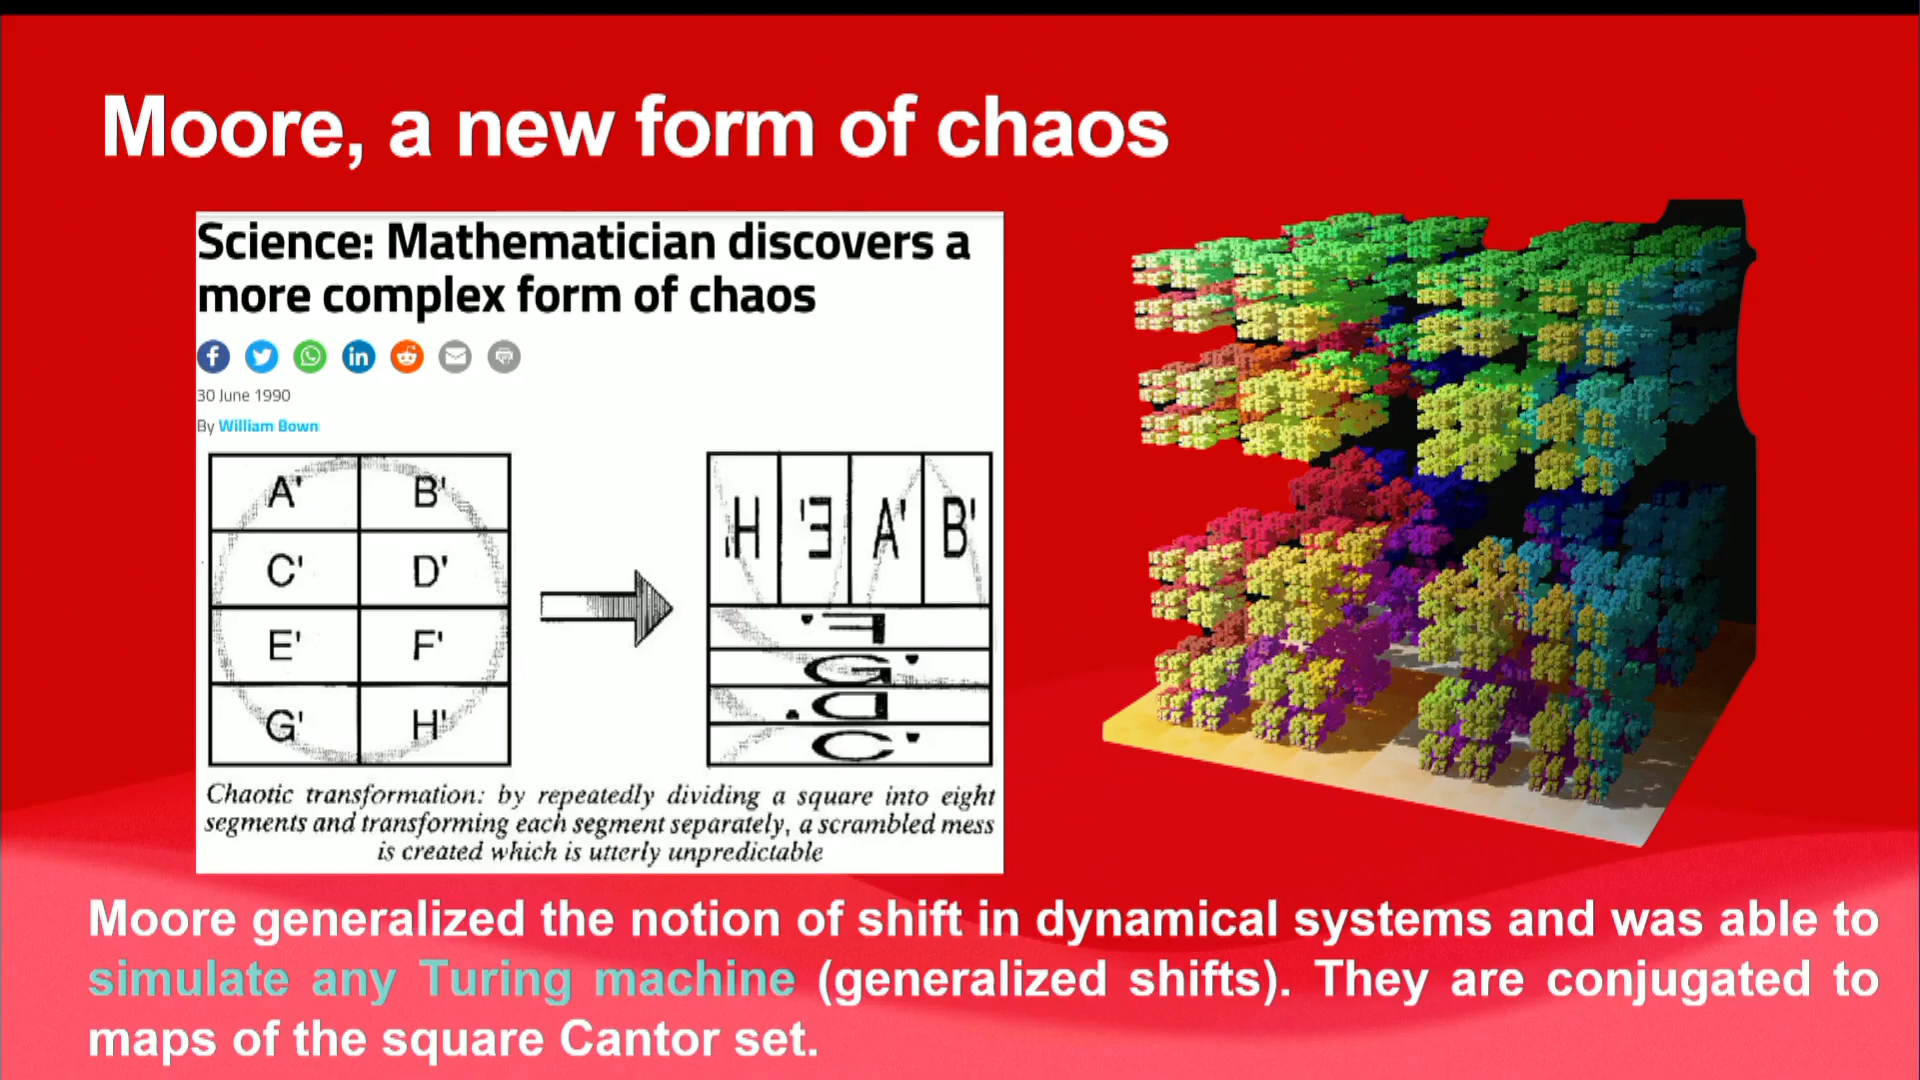 Moore, a new form of chaos
Science: Mathematician discovers a
more complex form of chaos
30 June 1990
By William Bown
A' B'
C' D'
E' F'
G' H'
H' E' A' B'
F'
G'
D'
C'
Chaotic transformation: by repeatedly dividing a square into eight
segments and transforming each segment separately, a scrambled mess
is created which is utterly unpredictable
Moore generalized the notion of shift in dynamical systems and was able to
simulate any Turing machine (generalized shifts). They are conjugated to
maps of the square Cantor set.